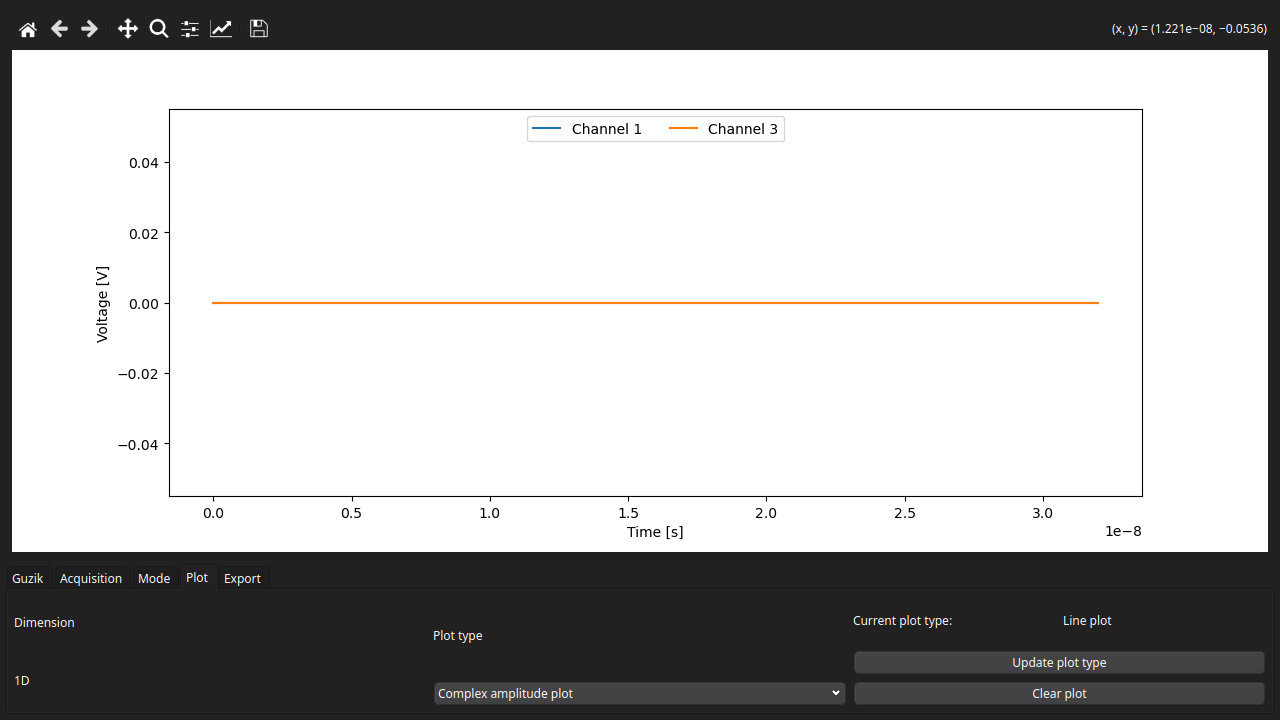 (x, y) = (1.221e−08, −0.0536)
Channel 1 Channel 3
0.04
0.02
0.00
−0.02
−0.04
Voltage [V]
0.0 0.5 1.0 1.5 2.0 2.5 3.0
Time [s]
1e−8
Guzik Acquisition Mode Plot Export
Dimension
1D
Plot type
Complex amplitude plot
Current plot type: Line plot
Update plot type
Clear plot